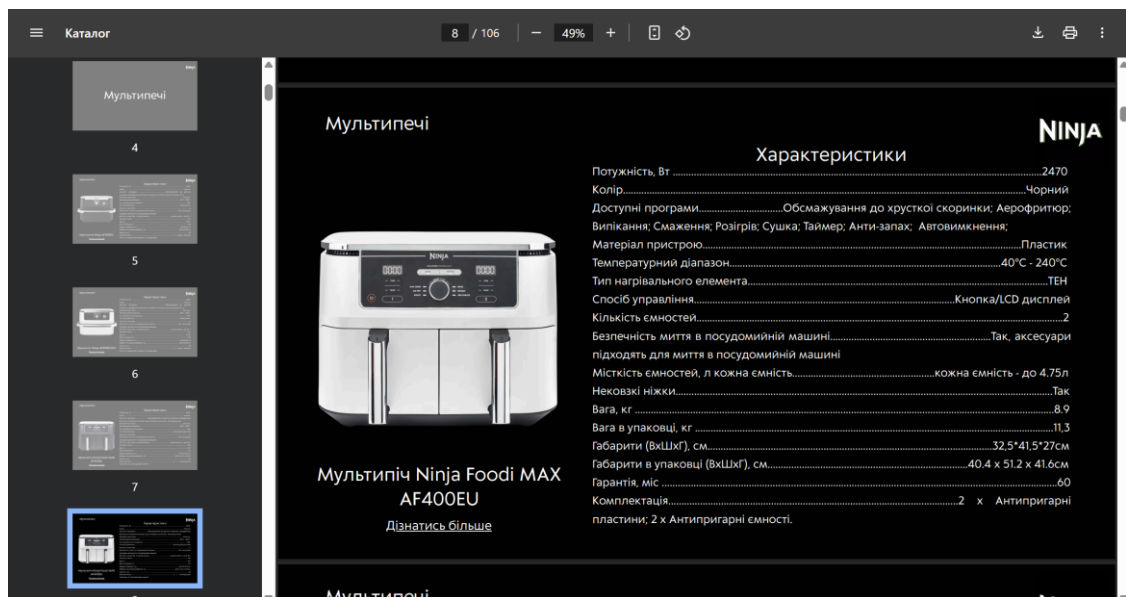 Каталог
8 / 106
49%
Мультипечі
4
5
6
7
Мультипечі
NINJA
Характеристики
Потужність, Вт ........ 2470
Колір........Чорний
Доступні програми........Обсмажування до хрусткої скоринки; Аерофритюр;
Випікання; Смаження; Розігрів; Сушка; Таймер; Анти-запах; Автовимкнення;
Матеріал пристрою........Пластик
Температурний діапазон........40°C - 240°C
Тип нагрівального елемента........ТЕН
Спосіб управління........Кнопка/LCD дисплей
Кількість ємностей........2
Безпечність миття в посудомийній машині........Так, аксесуари
підходять для миття в посудомийній машині
Місткість ємностей, л кожна ємність........кожна ємність - до 4.75л
Нековзкі ніжки........Так
Вага, кг ........8.9
Вага в упаковці, кг ........11,3
Габарити (ВхШхГ), см........32,5*41,5*27см
Габарити в упаковці (ВхШхГ), см........40.4 x 51.2 x 41.6см
Гарантія, міс ........60
Комплектація........2 x Антипригарні
пластини; 2 x Антипригарні ємності.
NINJA
Мультипіч Ninja Foodi MAX
AF400EU
Дізнатись більше
Мультипечі